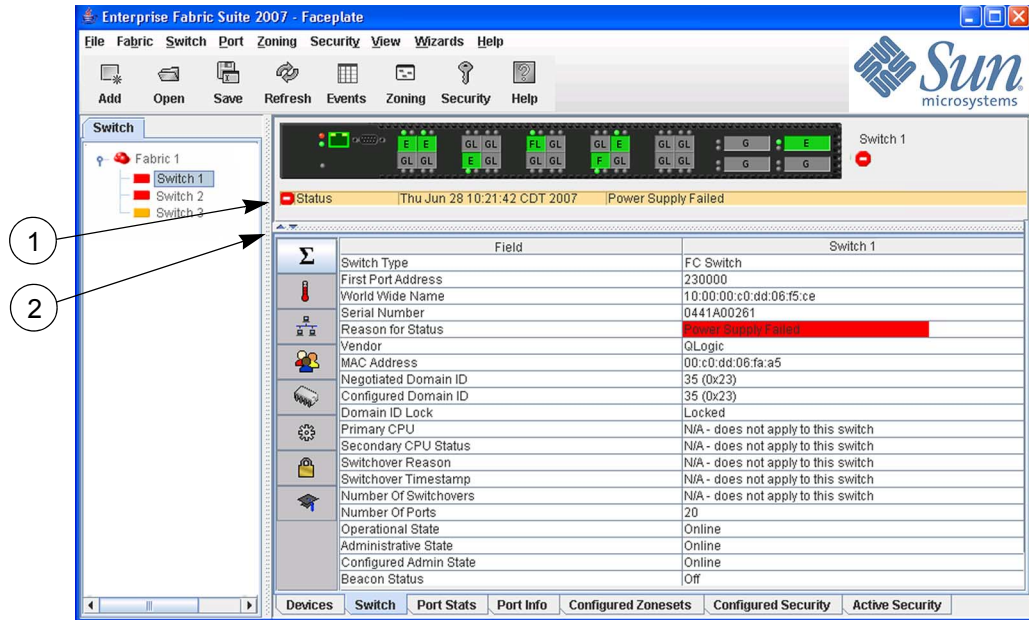 Enterprise Fabric Suite 2007 - Faceplate
File Fabric Switch Port Zoning Security View Wizards Help
Add Open Save Refresh Events Zoning Security Help
Sun
microsystems
Switch
Fabric 1
Switch 1
Switch 2
Switch 3
E E GL GL FL GL GL E GL GL G E
GL GL E GL GL GL F GL GL GL G G
Switch 1
Status Thu Jun 28 10:21:42 CDT 2007 Power Supply Failed
1
2
Σ
Field Switch 1
Switch Type FC Switch
First Port Address 230000
World Wide Name 10:00:00:c0:dd:06:f5:ce
Serial Number 0441A00261
Reason for Status Power Supply Failed
Vendor QLogic
MAC Address 00:c0:dd:06:fa:a5
Negotiated Domain ID 35 (0x23)
Configured Domain ID 35 (0x23)
Domain ID Lock Locked
Primary CPU N/A - does not apply to this switch
Secondary CPU Status N/A - does not apply to this switch
Switchover Reason N/A - does not apply to this switch
Switchover Timestamp N/A - does not apply to this switch
Number Of Switchovers N/A - does not apply to this switch
Number Of Ports 20
Operational State Online
Administrative State Online
Configured Admin State Online
Beacon Status Off
Devices Switch Port Stats Port Info Configured Zonesets Configured Security Active Security